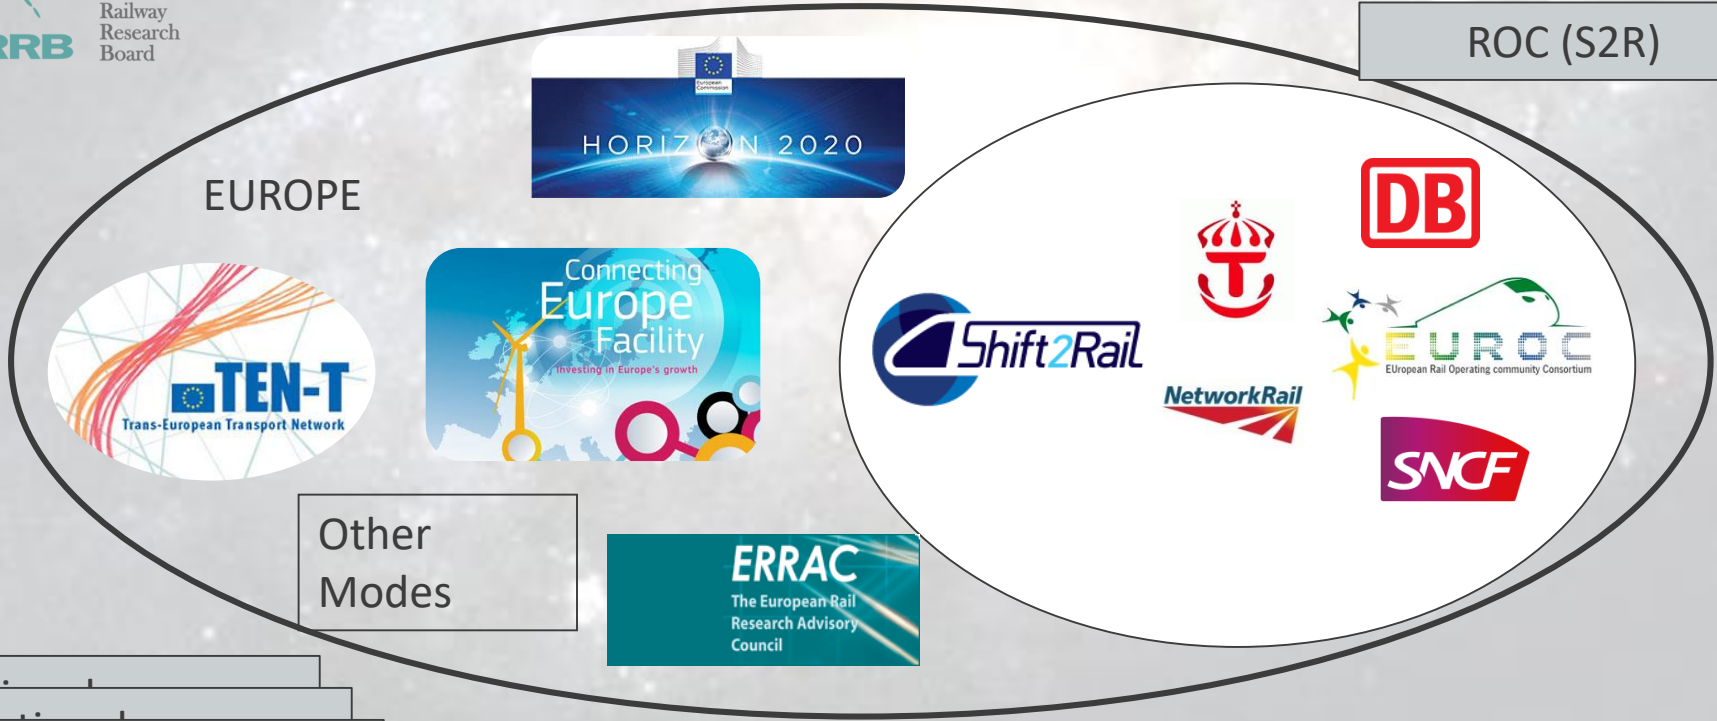 Railway
Research
Board
RRB
ROC (S2R)
European
Commission
HORIZON 2020
EUROPE
DB
Connecting
Europe
Facility
Investing in Europe's growth
TEN-T
Trans-European Transport Network
Shift2Rail
EUROC
EUropean Rail Operating community Consortium
NetworkRail
SNCF
Other
Modes
ERRAC
The European Rail
Research Advisory
Council